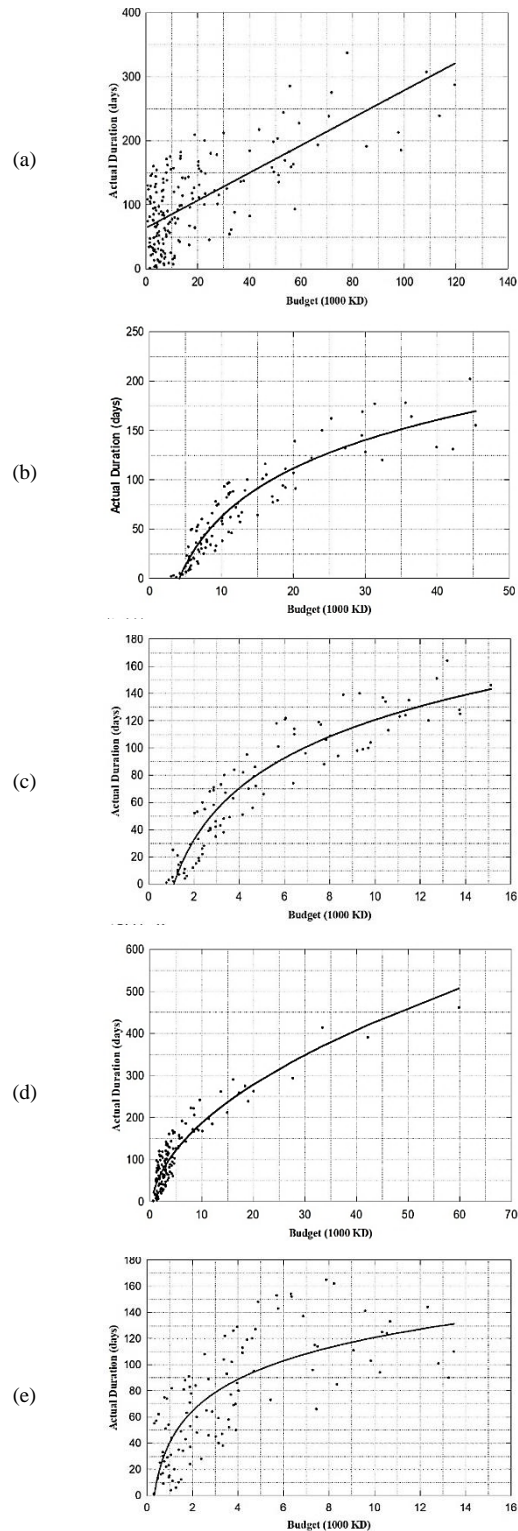 400
300
200
100
0
Actual Duration (days)
(a)
0 20 40 60 80 100 120 140
Budget (1000 KD)
250
200
150
100
50
0
Actual Duration (days)
(b)
0 10 20 30 40 50
Budget (1000 KD)
180
160
140
120
100
80
60
40
20
0
Actual Duration (days)
(c)
0 2 4 6 8 10 12 14 16
Budget (1000 KD)
600
500
400
300
200
100
0
Actual Duration (days)
(d)
0 10 20 30 40 50 60 70
Budget (1000 KD)
180
160
140
120
100
80
60
40
20
0
Actual Duration (days)
(e)
0 2 4 6 8 10 12 14 16
Budget (1000 KD)